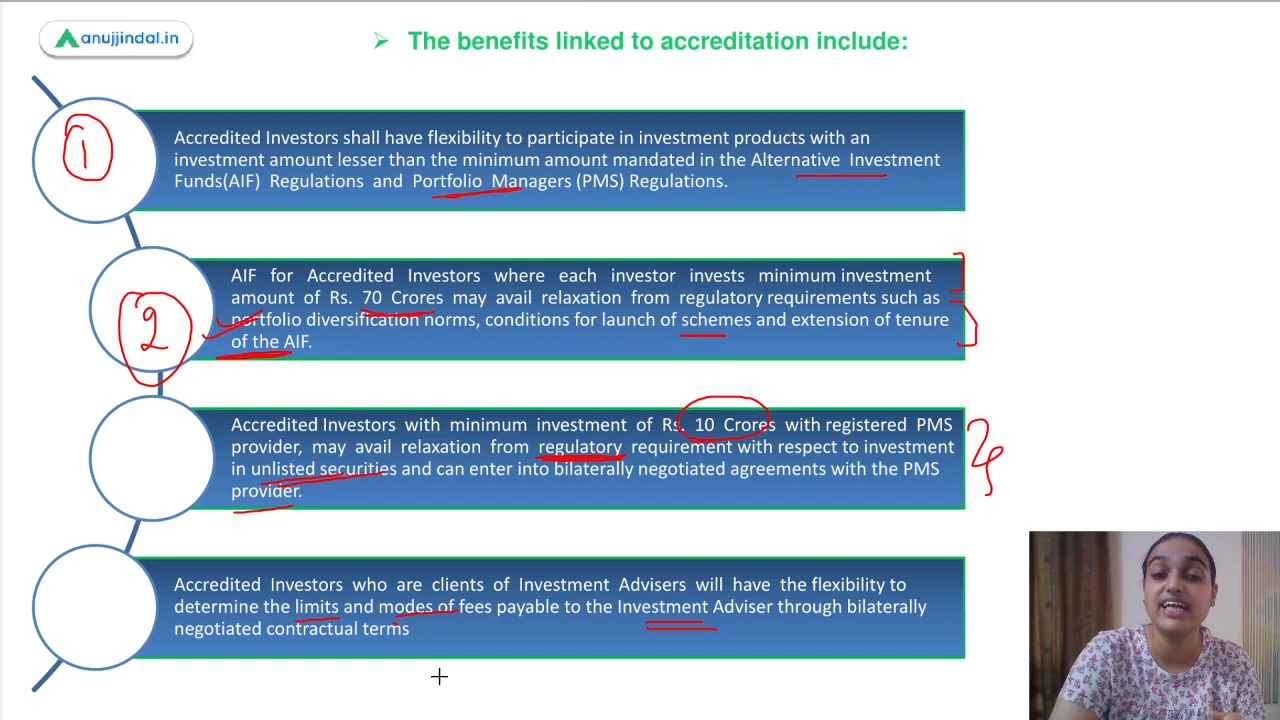 anujjindal.in
The benefits linked to accreditation include:
1
Accredited Investors shall have flexibility to participate in investment products with an
investment amount lesser than the minimum amount mandated in the Alternative Investment
Funds(AIF) Regulations and Portfolio Managers (PMS) Regulations.
2
AIF for Accredited Investors where each investor invests minimum investment
amount of Rs. 70 Crores may avail relaxation from regulatory requirements such as
portfolio diversification norms, conditions for launch of schemes and extension of tenure
of the AIF.
Accredited Investors with minimum investment of Rs. 10 Crores with registered PMS
provider, may avail relaxation from regulatory requirement with respect to investment
in unlisted securities and can enter into bilaterally negotiated agreements with the PMS
provider.
Accredited Investors who are clients of Investment Advisers will have the flexibility to
determine the limits and modes of fees payable to the Investment Adviser through bilaterally
negotiated contractual terms